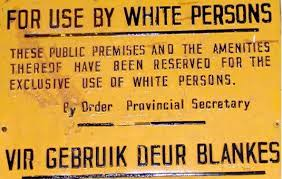 FOR USE BY WHITE PERSONS
THESE PUBLIC PREMISES AND THE AMENITIES
THEREOF HAVE BEEN RESERVED FOR THE
EXCLUSIVE USE OF WHITE PERSONS.
By Order Provincial Secretary
VIR GEBRUIK DEUR BLANKES